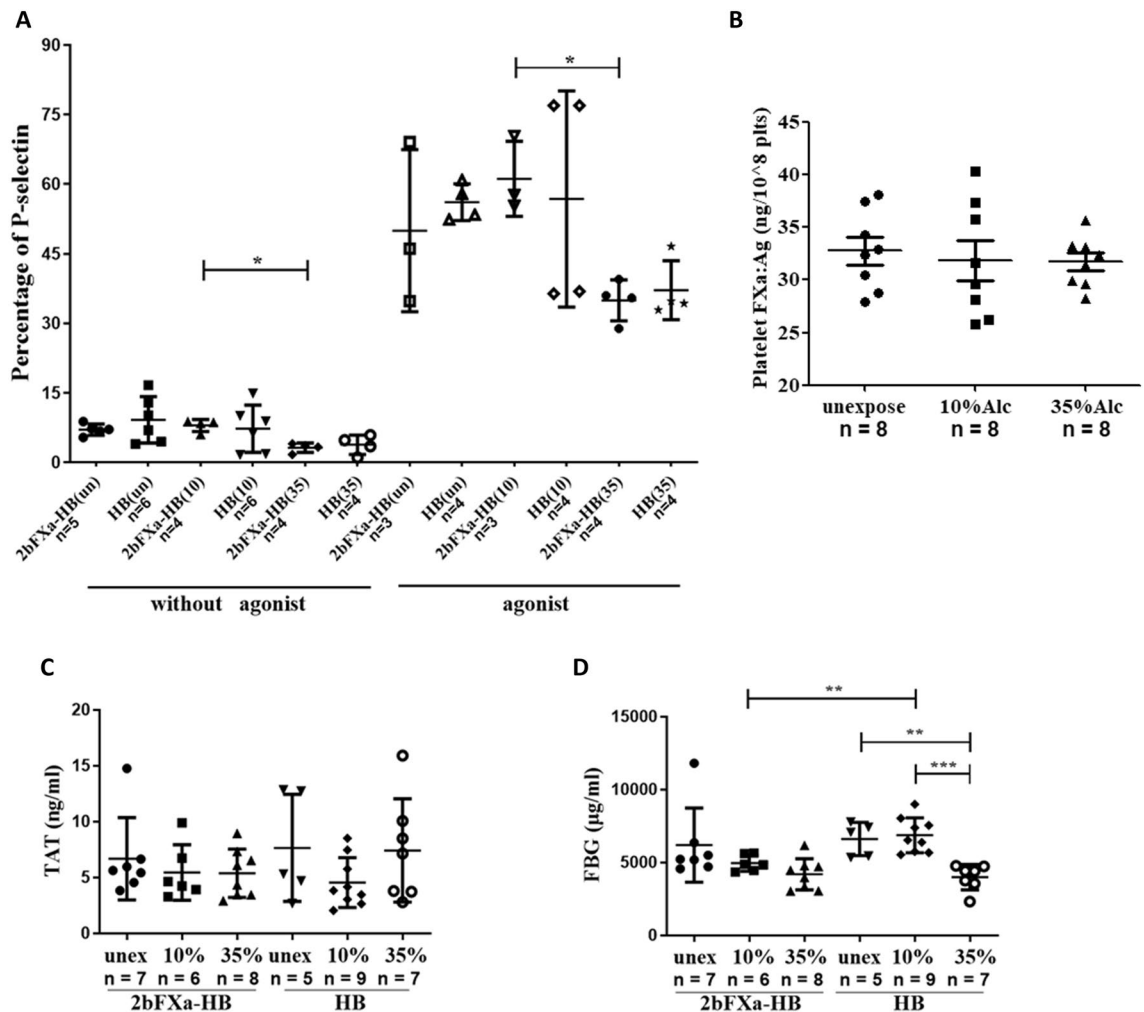 A
Percentage of P-selectin
90
75
60
45
30
15
0
*
*
2bFXa-HB(un)
n=5
HB(un)
n=6
2bFXa-HB(10)
n=4
HB(10)
n=6
2bFXa-HB(35)
n=4
HB(35)
n=4
2bFXa-HB(un)
n=3
HB(un)
n=4
2bFXa-HB(10)
n=3
HB(10)
n=4
2bFXa-HB(35)
n=4
HB(35)
n=4
without agonist
agonist
B
Platelet FXa:Ag (ng/10^8 plts)
45
40
35
30
25
20
unexpose 10%Alc 35%Alc
n = 8 n = 8 n = 8
C
TAT (ng/ml)
20
15
10
5
0
unex 10% 35% unex 10% 35%
n = 7 n = 6 n = 8 n = 5 n = 9 n = 7
2bFXa-HB HB
D
FBG (µg/ml)
15000
10000
5000
0
**
**
***
unex 10% 35% unex 10% 35%
n = 7 n = 6 n = 8 n = 5 n = 9 n = 7
2bFXa-HB HB